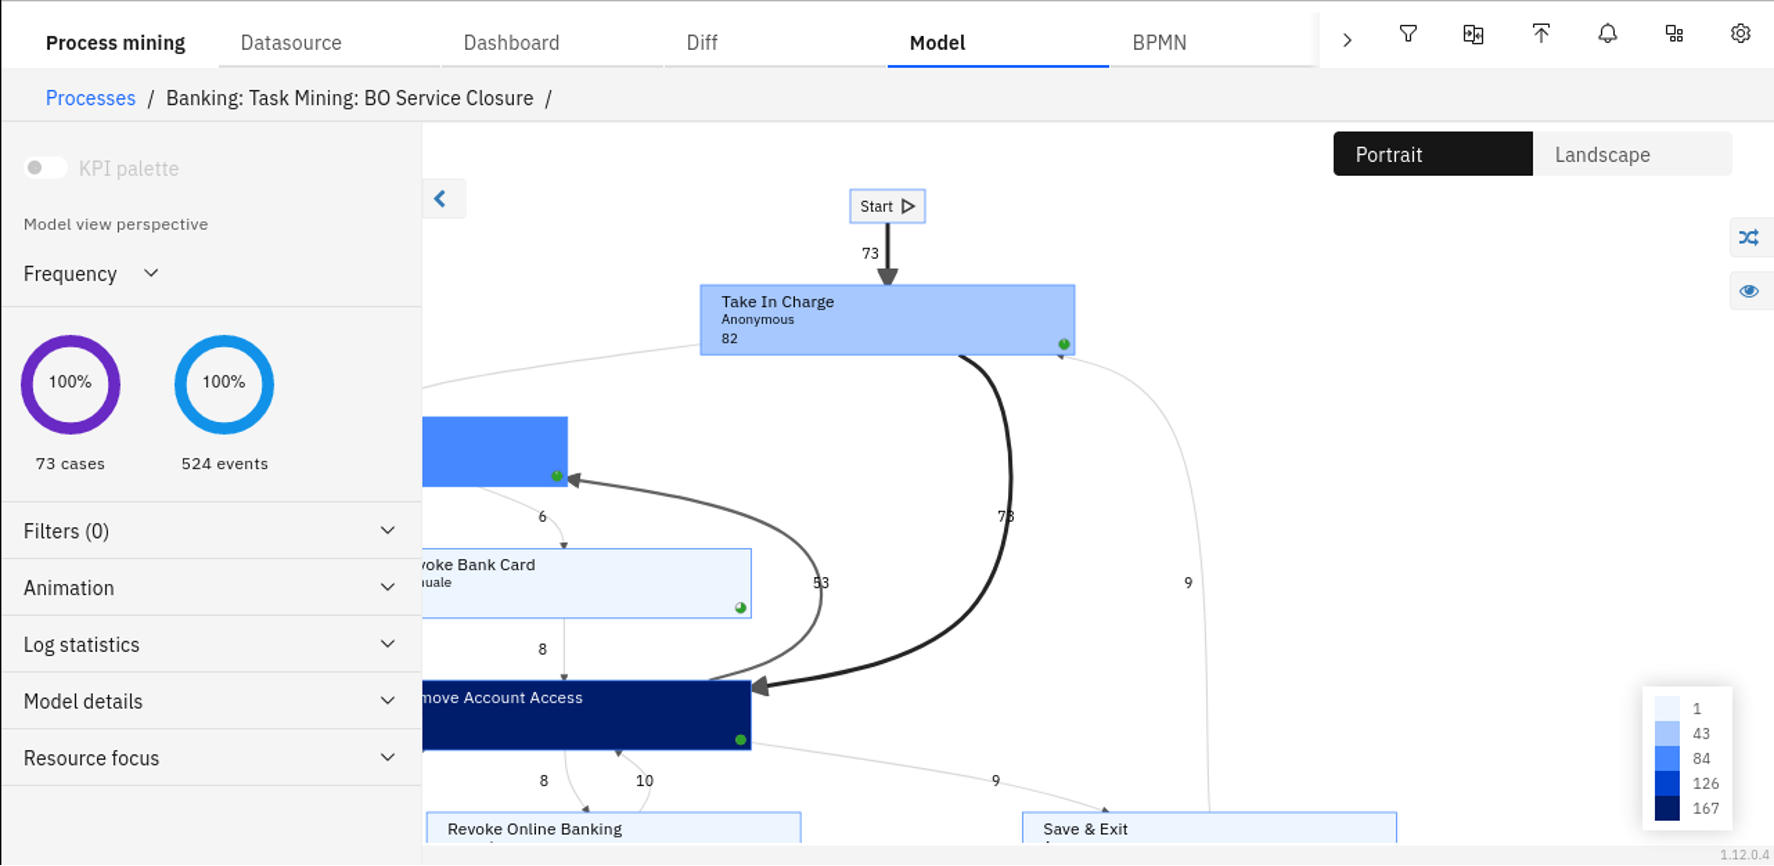 Process mining Datasource Dashboard Diff Model BPMN
Processes / Banking: Task Mining: BO Service Closure /
KPI palette
Model view perspective
Frequency
100% 100%
73 cases 524 events
Filters (0)
Animation
Log statistics
Model details
Resource focus
Portrait Landscape
Start
73
Take In Charge
Anonymous
82
6
73
voke Bank Card
uale
53
9
8
move Account Access
8 10 9
Revoke Online Banking
Save & Exit
1
43
84
126
167
1.12.0.4